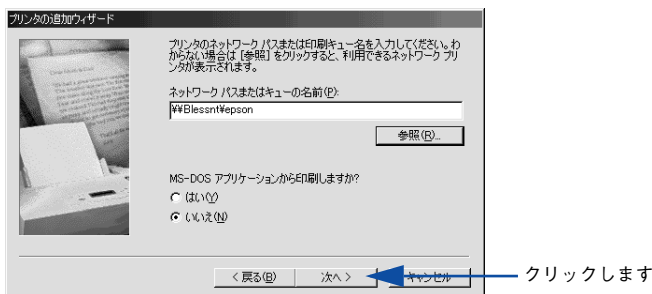 プリンタの追加ウィザード
プリンタのネットワーク パスまたは印刷キュー名を入力してください。わ
からない場合は [参照] をクリックすると、利用できるネットワーク プリ
ンタが表示されます。
ネットワーク パスまたはキューの名前(P):
¥¥Blessnt¥epson
参照(R)...
MS-DOS アプリケーションから印刷しますか?
はい(Y)
いいえ(N)
< 戻る(B)
次へ >
キャンセル
クリックします